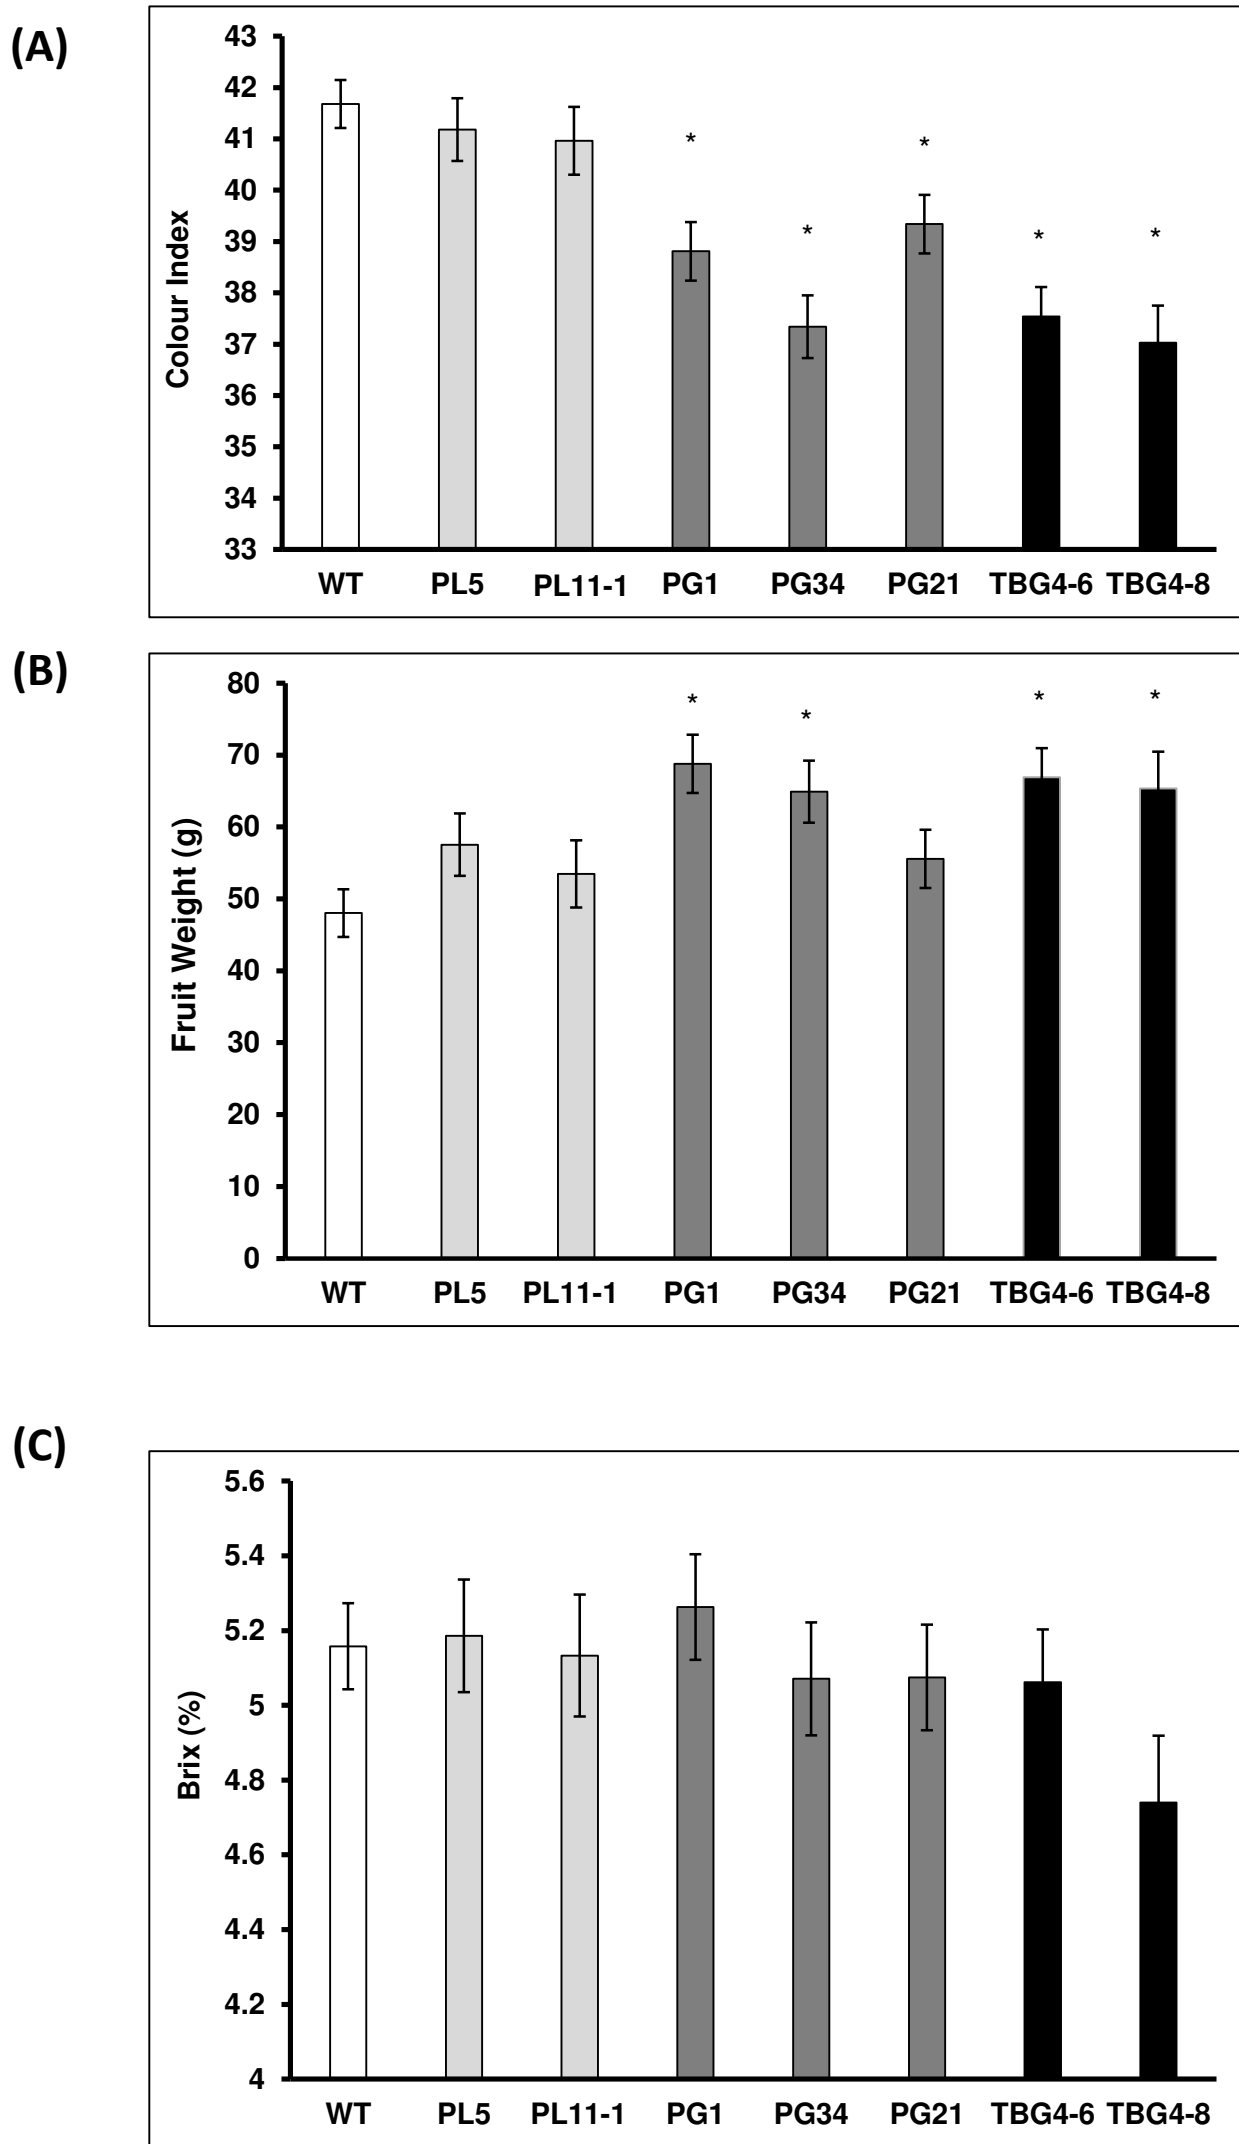 (A)
43
42
41
40
39
38
37
36
35
34
33
Colour Index
* * * * *
WT PL5 PL11-1 PG1 PG34 PG21 TBG4-6 TBG4-8
(B)
80
70
60
50
40
30
20
10
0
Fruit Weight (g)
* * * *
WT PL5 PL11-1 PG1 PG34 PG21 TBG4-6 TBG4-8
(C)
5.6
5.4
5.2
5
4.8
4.6
4.4
4.2
4
Brix (%)
WT PL5 PL11-1 PG1 PG34 PG21 TBG4-6 TBG4-8